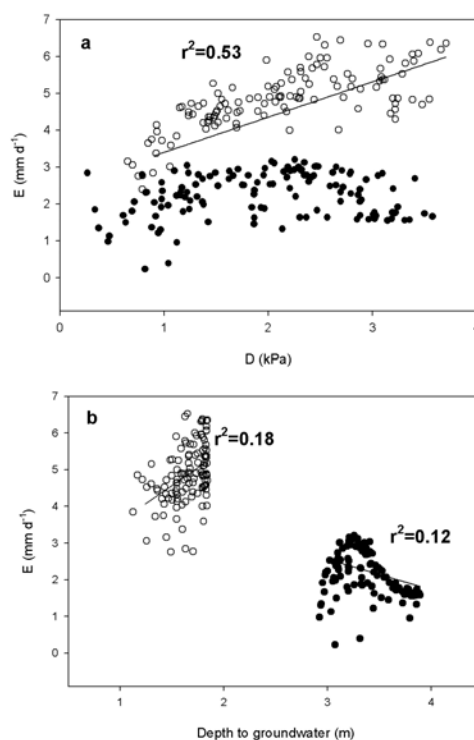 a
r²=0.53
7
6
5
4
3
2
1
0
E (mm d⁻¹)
0 1 2 3 4
D (kPa)
b
r²=0.18
r²=0.12
7
6
5
4
3
2
1
0
E (mm d⁻¹)
1 2 3 4
Depth to groundwater (m)